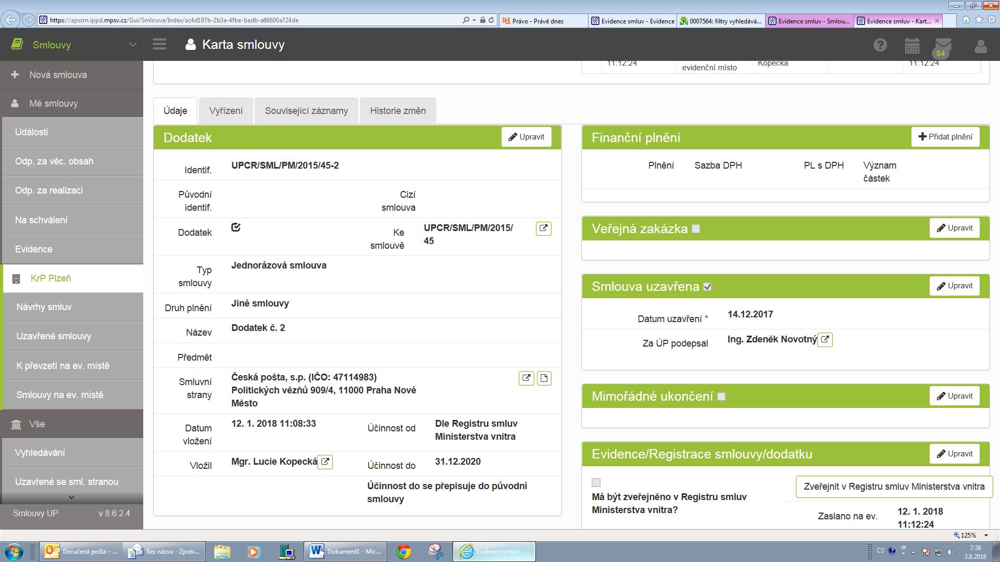 https://apssm.ippd.mpsv.cz/Gui/Smlouva/Index/ac4d197b-2b3a-4fbe-badb-a86600a724de
Právo - Právě dnes
Evidence smluv - Evidence
0007564: filtry vyhledává...
Evidence smluv - Smlou...
Evidence smluv - Kart...
Smlouvy
Karta smlouvy
94
Nová smlouva
Mé smlouvy
Události
Odp. za věc. obsah
Odp. za realizaci
Na schválení
Evidence
KrP Plzeň
Návrhy smluv
Uzavřené smlouvy
K převzetí na ev. místě
Smlouvy na ev. místě
Vše
Vyhledávání
Uzavřené se sml. stranou
Smlouvy UP v 8.6.2.4
11:12:24 evidenční místo Kopecká 11:12:24
Údaje Vyřízení Související záznamy Historie změn
Dodatek Upravit
Identif. UPCR/SML/PM/2015/45-2
Původní identif. Cizí smlouva
Dodatek Ke smlouvě UPCR/SML/PM/2015/
45
Typ smlouvy Jednorázová smlouva
Druh plnění Jiné smlouvy
Název Dodatek č. 2
Předmět
Smluvní strany Česká pošta, s.p. (IČO: 47114983)
Politických vězňů 909/4, 11000 Praha Nové
Město
Datum vložení 12. 1. 2018 11:08:33 Účinnost od Dle Registru smluv
Ministerstva vnitra
Vložil Mgr. Lucie Kopecká Účinnost do 31.12.2020
Účinnost do se přepisuje do původní
smlouvy
Finanční plnění Přidat plnění
Plnění Sazba DPH PL s DPH Význam
částek
Veřejná zakázka Upravit
Smlouva uzavřena Upravit
Datum uzavření * 14.12.2017
Za ÚP podepsal Ing. Zdeněk Novotný
Mimořádné ukončení Upravit
Evidence/Registrace smlouvy/dodatku Upravit
Má být zveřejněno v Registru smluv
Ministerstva vnitra?
Zveřejnit v Registru smluv Ministerstva vnitra
Zasláno na ev. 12. 1. 2018
11:12:24
125%
Doručená pošta – ...
Bez názvu - Zpráv...
Dokument1 - Mic...
Evidence smluv - ...
CS
7:38
3.8.2018